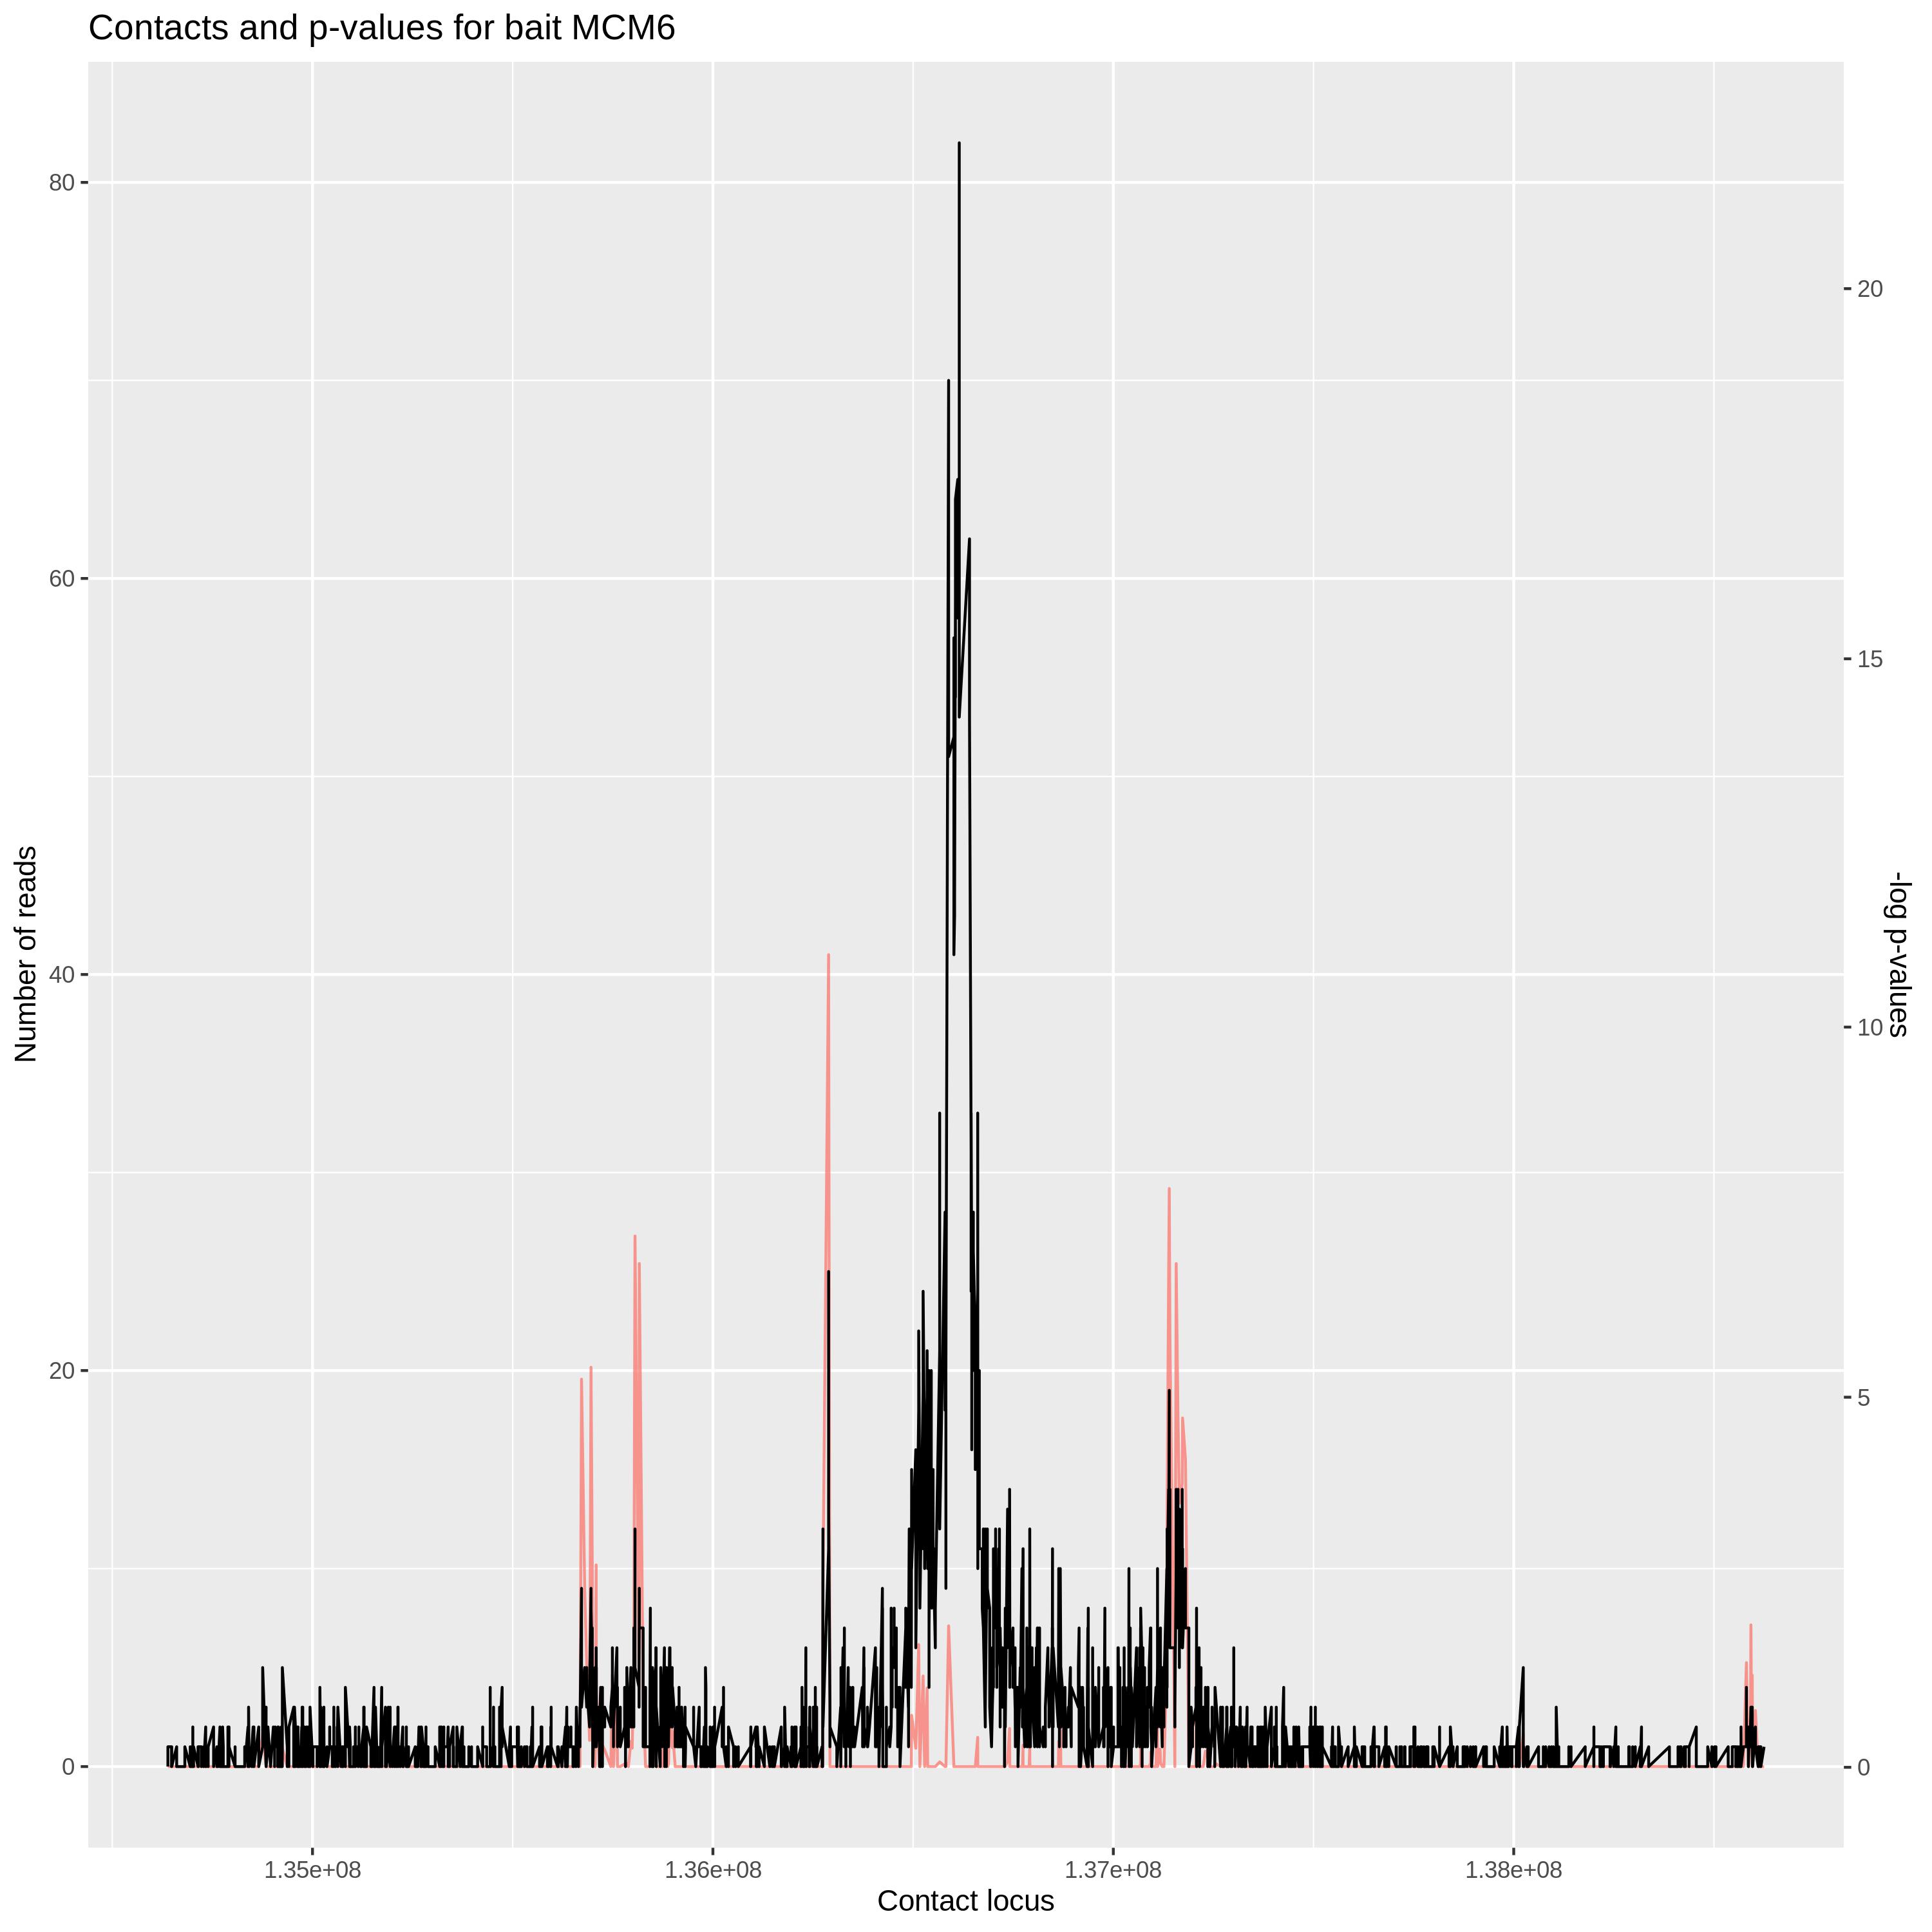 Contacts and p-values for bait MCM6
80
60
40
20
0
Number of reads
20
15
10
5
0
-log p-values
1.35e+08
1.36e+08
1.37e+08
1.38e+08
Contact locus